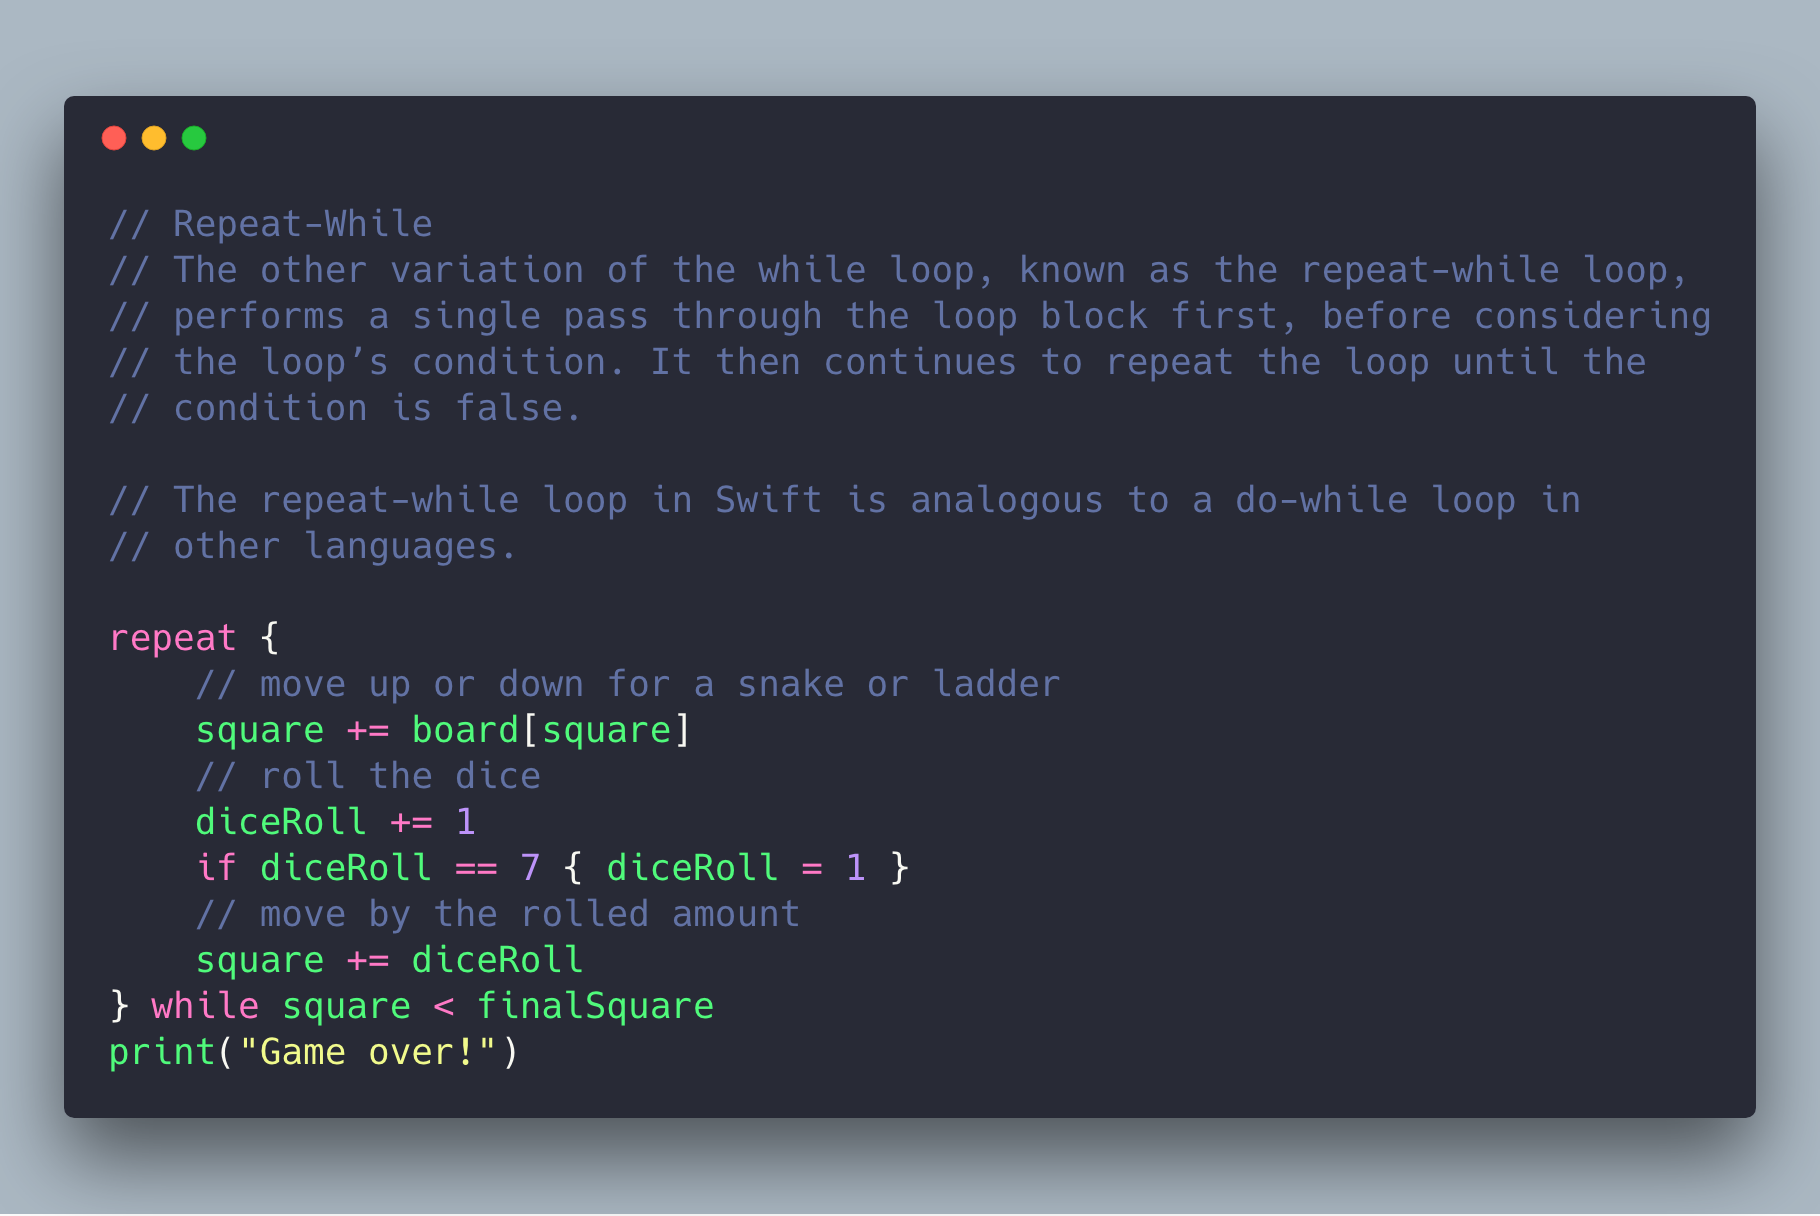 // Repeat-While
// The other variation of the while loop, known as the repeat-while loop,
// performs a single pass through the loop block first, before considering
// the loop’s condition. It then continues to repeat the loop until the
// condition is false.

// The repeat-while loop in Swift is analogous to a do-while loop in
// other languages.

repeat {
    // move up or down for a snake or ladder
    square += board[square]
    // roll the dice
    diceRoll += 1
    if diceRoll == 7 { diceRoll = 1 }
    // move by the rolled amount
    square += diceRoll
} while square < finalSquare
print("Game over!")